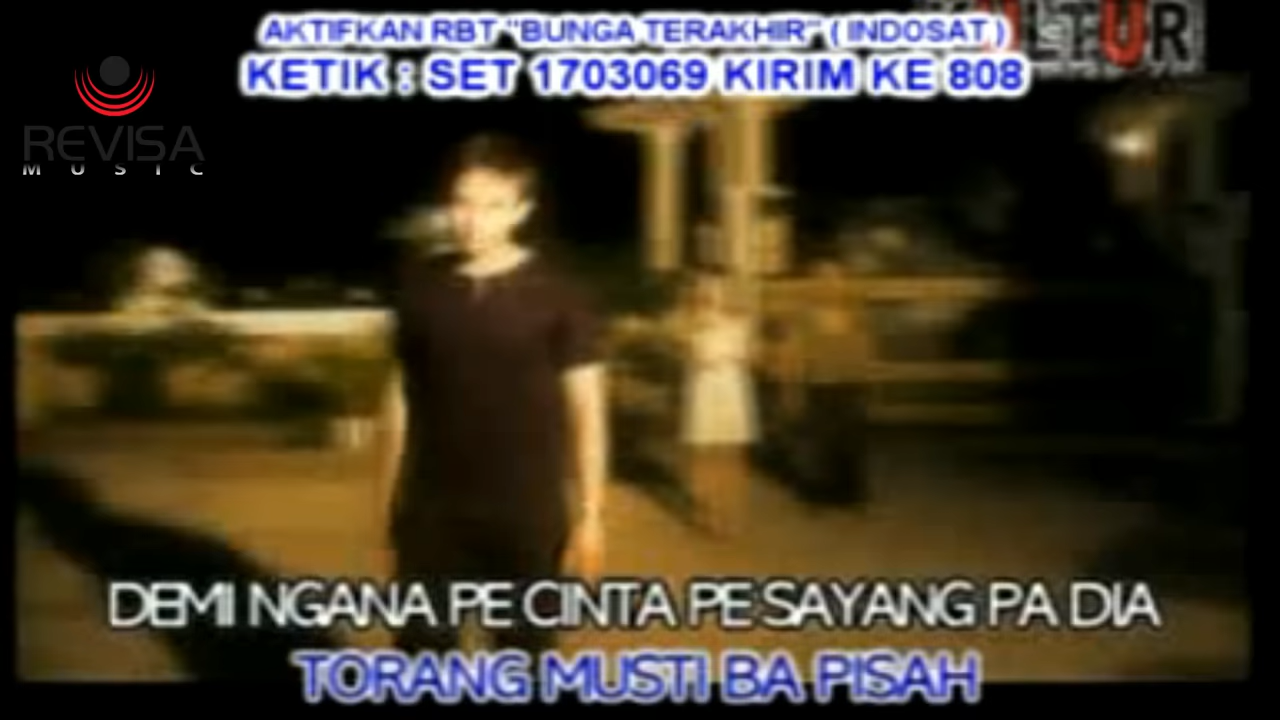 AKTIFKAN RBT "BUNGA TERAKHIR" ( INDOSAT )
KETIK : SET 1703069 KIRIM KE 808
REVISA
MUSIC
DEMI NGANA PE CINTA PE SAYANG PA DIA
TORANG MUSTI BA PISAH